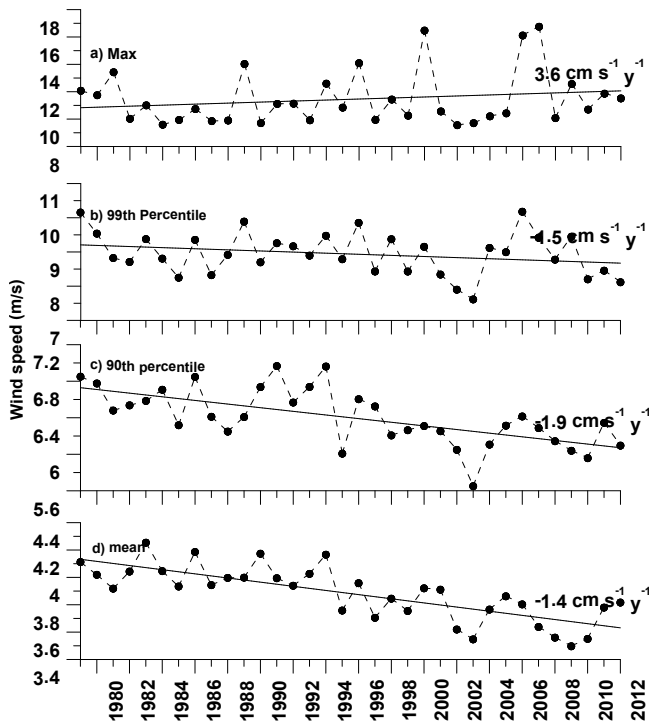 18
a) Max
16
3.6 cm s⁻¹ y⁻¹
14
12
10
8
11
b) 99th Percentile
10
-1.5 cm s⁻¹ y⁻¹
9
8
7
c) 90th percentile
7.2
6.8
-1.9 cm s⁻¹ y⁻¹
6.4
6
5.6
d) mean
4.4
4.2
-1.4 cm s⁻¹ y⁻¹
4
3.8
3.6
3.4
Wind speed (m/s)
1980 1982 1984 1986 1988 1990 1992 1994 1996 1998 2000 2002 2004 2006 2010 2012